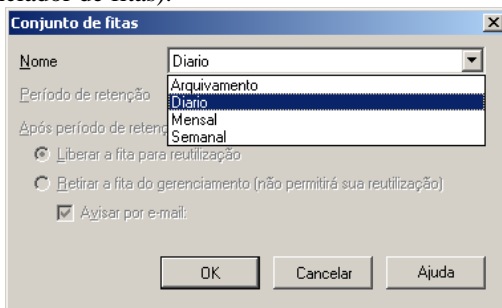 Conjunto de fitas
Nome
Diario
Arquivamento
Diario
Mensal
Semanal
Período de retenção
Após período de retenç
Liberar a fita para reutilização
Retirar a fita do gerenciamento (não permitirá sua reutilização)
Avisar por e-mail:
OK
Cancelar
Ajuda